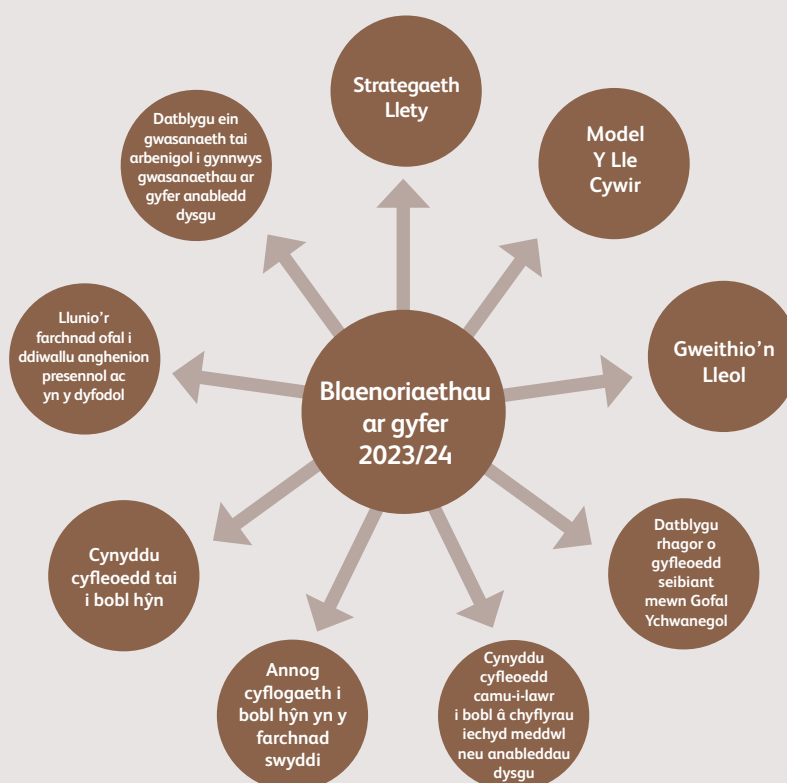 Blaenoriaethau
ar gyfer
2023/24
Strategaeth
Llety
Model
Y Lle
Cywir
Gweithio’n
Lleol
Datblygu
rhagor o
gyfleoedd
seibiant
mewn Gofal
Ychwanegol
Cynyddu
cyfleoedd
camu-i-lawr
i bobl â chyflyrau
iechyd meddwl
neu anableddau
dysgu
Annog
cyflogaeth i
bobl hŷn yn y
farchnad
swyddi
Cynyddu
cyfleoedd tai
i bobl hŷn
Llunio’r
farchnad ofal i
ddiwallu anghenion
presennol ac
yn y dyfodol
Datblygu ein
gwasanaeth tai
arbenigol i gynnwys
gwasanaethau ar
gyfer anabledd
dysgu